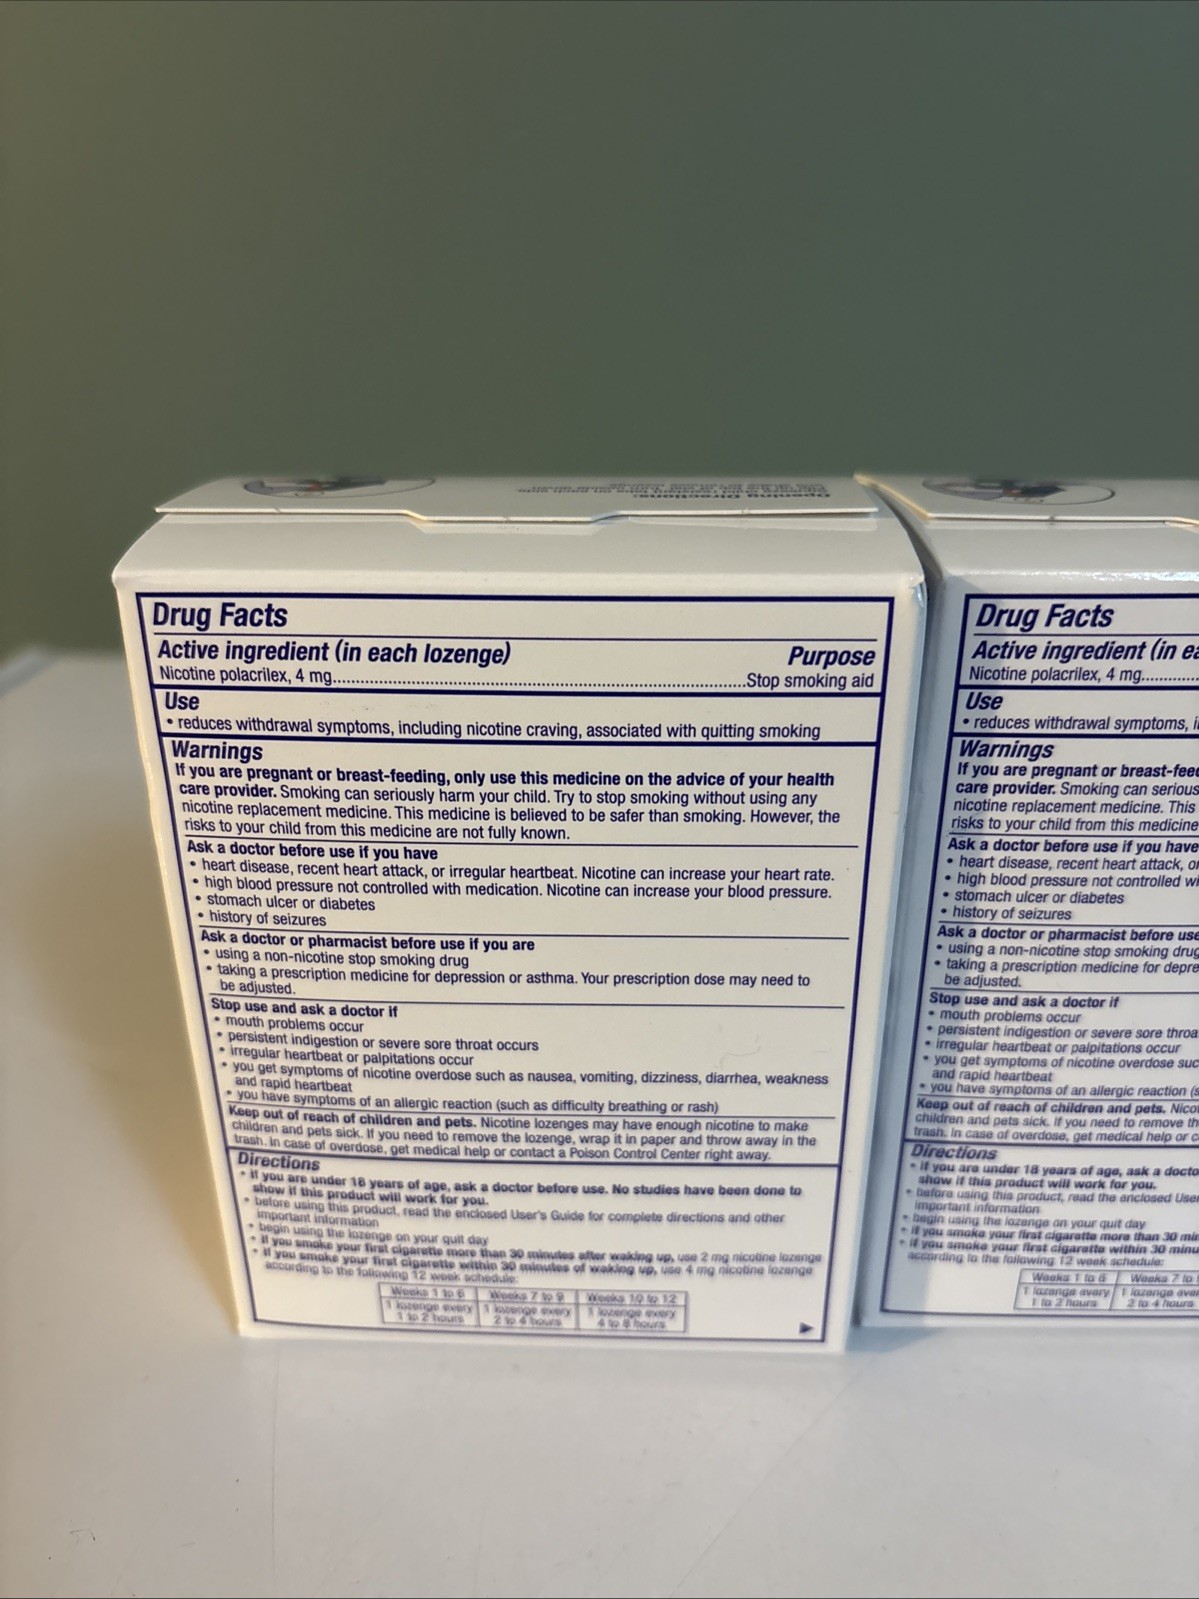 Opening Directions:
Drug Facts
Active ingredient (in each lozenge) Purpose
Nicotine polacrilex, 4 mg..........Stop smoking aid
Use
• reduces withdrawal symptoms, including nicotine craving, associated with quitting smoking
Warnings
If you are pregnant or breast-feeding, only use this medicine on the advice of your health
care provider. Smoking can seriously harm your child. Try to stop smoking without using any
nicotine replacement medicine. This medicine is believed to be safer than smoking. However, the
risks to your child from this medicine are not fully known.
Ask a doctor before use if you have
• heart disease, recent heart attack, or irregular heartbeat. Nicotine can increase your heart rate.
• high blood pressure not controlled with medication. Nicotine can increase your blood pressure.
• stomach ulcer or diabetes
• history of seizures
Ask a doctor or pharmacist before use if you are
• using a non-nicotine stop smoking drug
• taking a prescription medicine for depression or asthma. Your prescription dose may need to
be adjusted.
Stop use and ask a doctor if
• mouth problems occur
• persistent indigestion or severe sore throat occurs
• irregular heartbeat or palpitations occur
• you get symptoms of nicotine overdose such as nausea, vomiting, dizziness, diarrhea, weakness
and rapid heartbeat
• you have symptoms of an allergic reaction (such as difficulty breathing or rash)
Keep out of reach of children and pets. Nicotine lozenges may have enough nicotine to make
children and pets sick. If you need to remove the lozenge, wrap it in paper and throw away in the
trash. In case of overdose, get medical help or contact a Poison Control Center right away.
Directions
• if you are under 18 years of age, ask a doctor before use. No studies have been done to
show if this product will work for you.
• before using this product, read the enclosed User's Guide for complete directions and other
important information
• begin using the lozenge on your quit day
• if you smoke your first cigarette more than 30 minutes after waking up, use 2 mg nicotine lozenge
• if you smoke your first cigarette within 30 minutes of waking up, use 4 mg nicotine lozenge
according to the following 12 week schedule:
Weeks 1 to 6 Weeks 7 to 9 Weeks 10 to 12
1 lozenge every 1 lozenge every 1 lozenge every
1 to 2 hours 2 to 4 hours 4 to 8 hours
Drug Facts
Active ingredient (in ea
Nicotine polacrilex, 4 mg..........
Use
• reduces withdrawal symptoms, i
Warnings
If you are pregnant or breast-feed
care provider. Smoking can serious
nicotine replacement medicine. This
risks to your child from this medicine
Ask a doctor before use if you have
• heart disease, recent heart attack, or
• high blood pressure not controlled wi
• stomach ulcer or diabetes
• history of seizures
Ask a doctor or pharmacist before use
• using a non-nicotine stop smoking drug
• taking a prescription medicine for depre
be adjusted.
Stop use and ask a doctor if
• mouth problems occur
• persistent indigestion or severe sore throa
• irregular heartbeat or palpitations occur
• you get symptoms of nicotine overdose suc
and rapid heartbeat
• you have symptoms of an allergic reaction (s
Keep out of reach of children and pets. Nicot
children and pets sick. If you need to remove th
trash. In case of overdose, get medical help or c
Directions
• if you are under 18 years of age, ask a docto
show if this product will work for you.
• before using this product, read the enclosed User
important information
• begin using the lozenge on your quit day
• if you smoke your first cigarette more than 30 min
• if you smoke your first cigarette within 30 minu
according to the following 12 week schedule:
Weeks 1 to 6 Weeks 7 to
1 lozenge every 1 lozenge ever
1 to 2 hours 2 to 4 hours